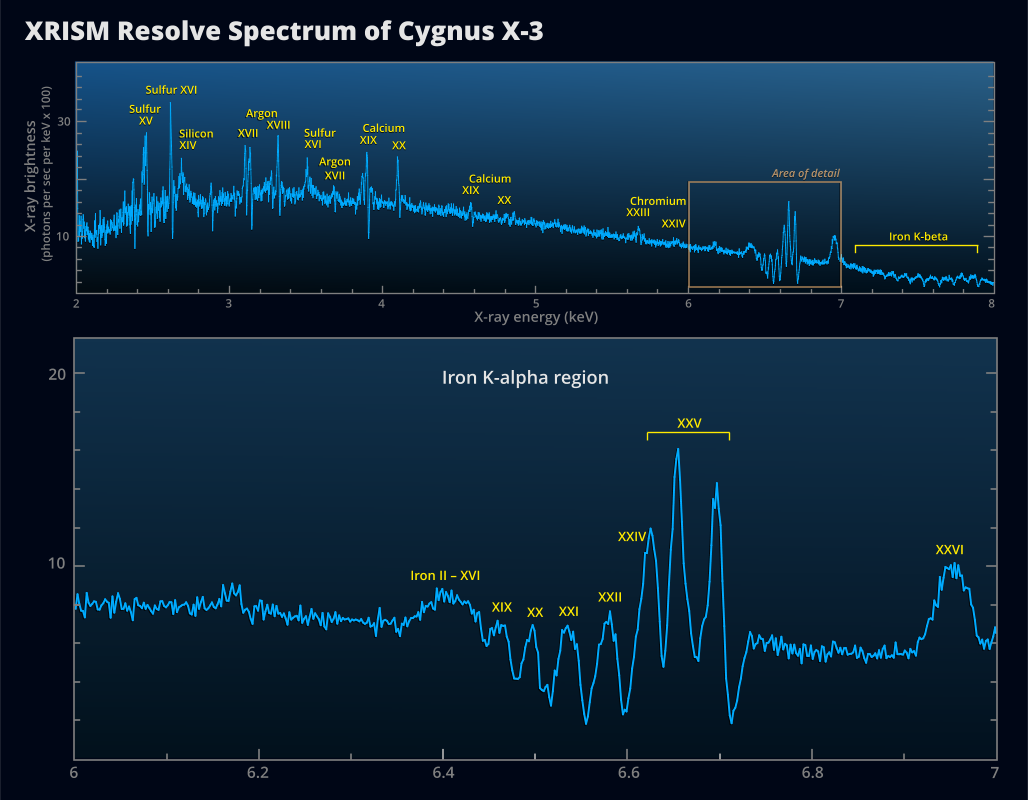 XRISM Resolve Spectrum of Cygnus X-3
X-ray brightness
(photons per sec per keV x 100)
30
10
Sulfur XVI
Sulfur
XV
Silicon
XIV
Argon
XVII
XVIII
Sulfur
XVI
Argon
XVII
Calcium
XIX
XX
Calcium
XIX
XX
Chromium
XXIII
XXIV
Area of detail
Iron K-beta
2 3 4 5 6 7 8
X-ray energy (keV)
Iron K-alpha region
20
10
Iron II – XVI
XIX
XX
XXI
XXII
XXIV
XXV
XXVI
6 6.2 6.4 6.6 6.8 7